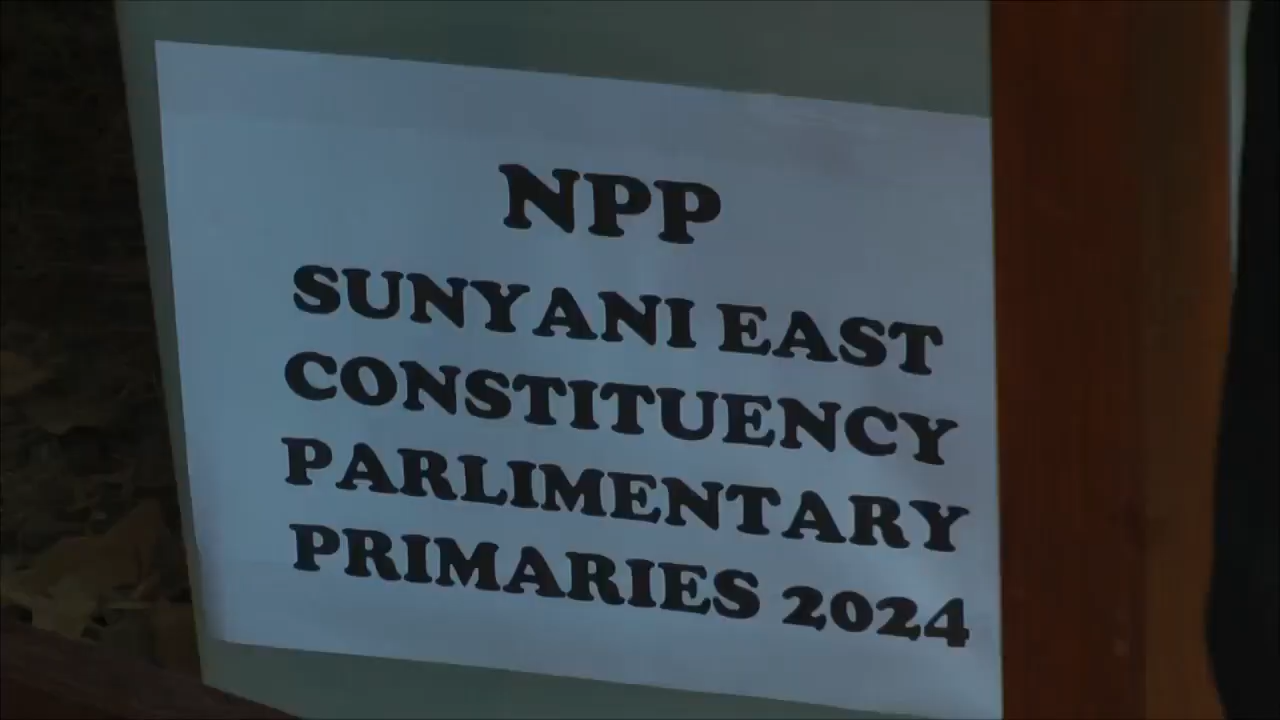 NPP
SUNYANI EAST
CONSTITUENCY
PARLIMENTARY
PRIMARIES 2024